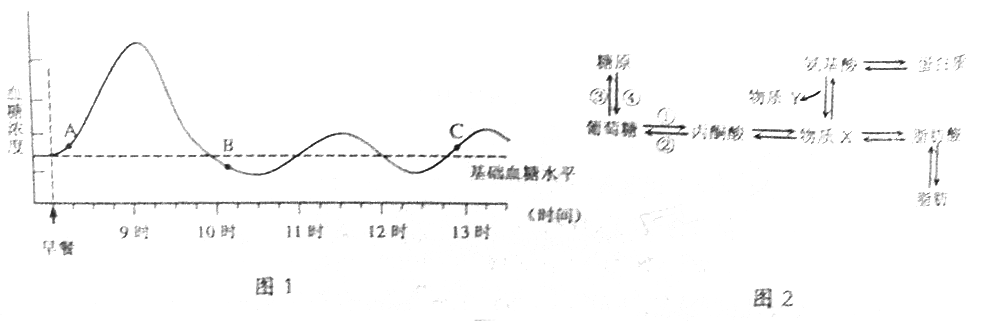 血糖浓度
A
B
C
基础血糖水平
9时
10时
11时
12时
13时
(时间)
早餐
图1
糖原
③
④
葡萄糖
①
②
丙酮酸
物质X
物质Y
氨基酸
蛋白质
脂肪酸
脂肪
图2